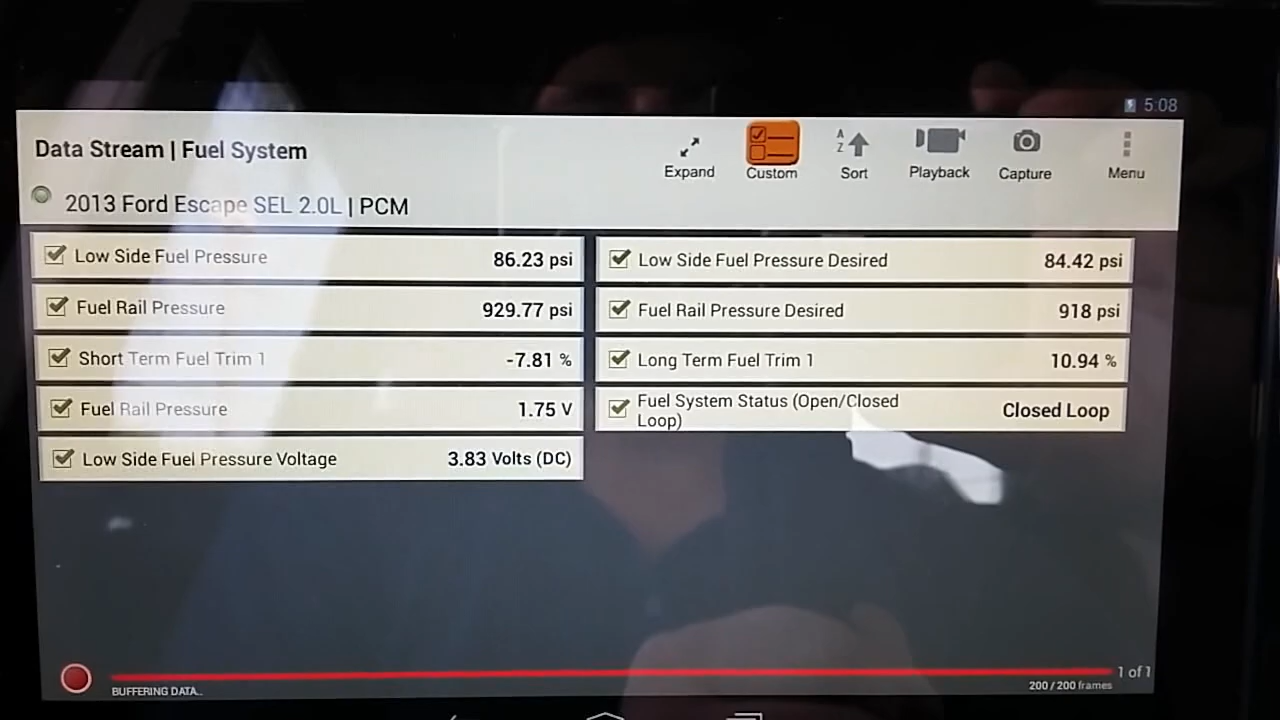 5:08
Data Stream | Fuel System
Expand
Custom
A
Z
Sort
Playback
Capture
Menu
2013 Ford Escape SEL 2.0L | PCM
Low Side Fuel Pressure 86.23 psi
Low Side Fuel Pressure Desired 84.42 psi
Fuel Rail Pressure 929.77 psi
Fuel Rail Pressure Desired 918 psi
Short Term Fuel Trim 1 -7.81 %
Long Term Fuel Trim 1 10.94 %
Fuel Rail Pressure 1.75 V
Fuel System Status (Open/Closed
Loop) Closed Loop
Low Side Fuel Pressure Voltage 3.83 Volts (DC)
1 of 1
BUFFERING DATA..
200 / 200 frames